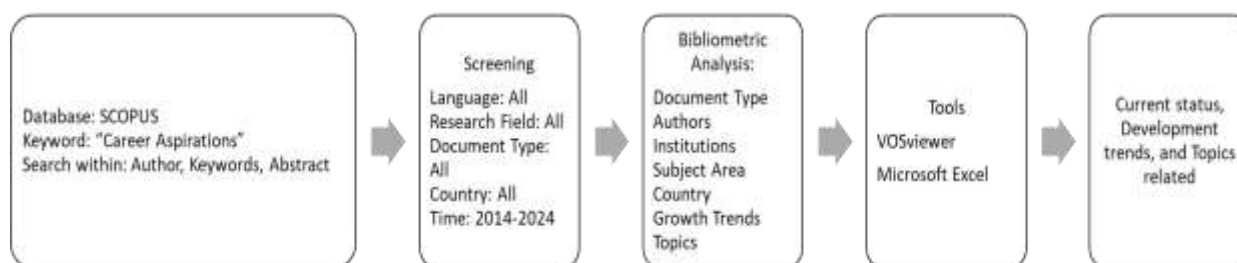 Database: SCOPUS
Keyword: “Career Aspirations”
Search within: Author, Keywords, Abstract
Screening
Language: All
Research Field: All
Document Type:
All
Country: All
Time: 2014-2024
Bibliometric
Analysis:
Document Type
Authors
Institutions
Subject Area
Country
Growth Trends
Topics
Tools
VOSviewer
Microsoft Excel
Current status,
Development
trends, and Topics
related